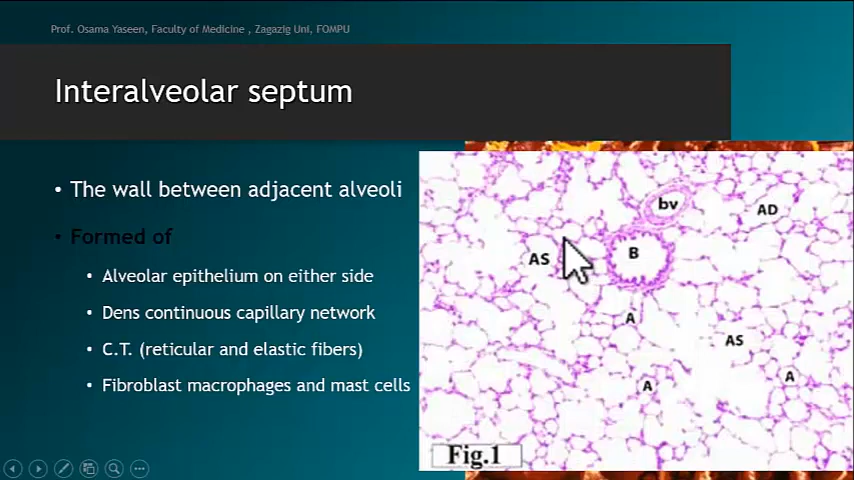 Prof. Osama Yaseen, Faculty of Medicine , Zagazig Uni, FOMPU
Interalveolar septum
• The wall between adjacent alveoli
• Formed of
• Alveolar epithelium on either side
• Dens continuous capillary network
• C.T. (reticular and elastic fibers)
• Fibroblast macrophages and mast cells
bv
AD
B
AS
A
AS
A
A
Fig.1